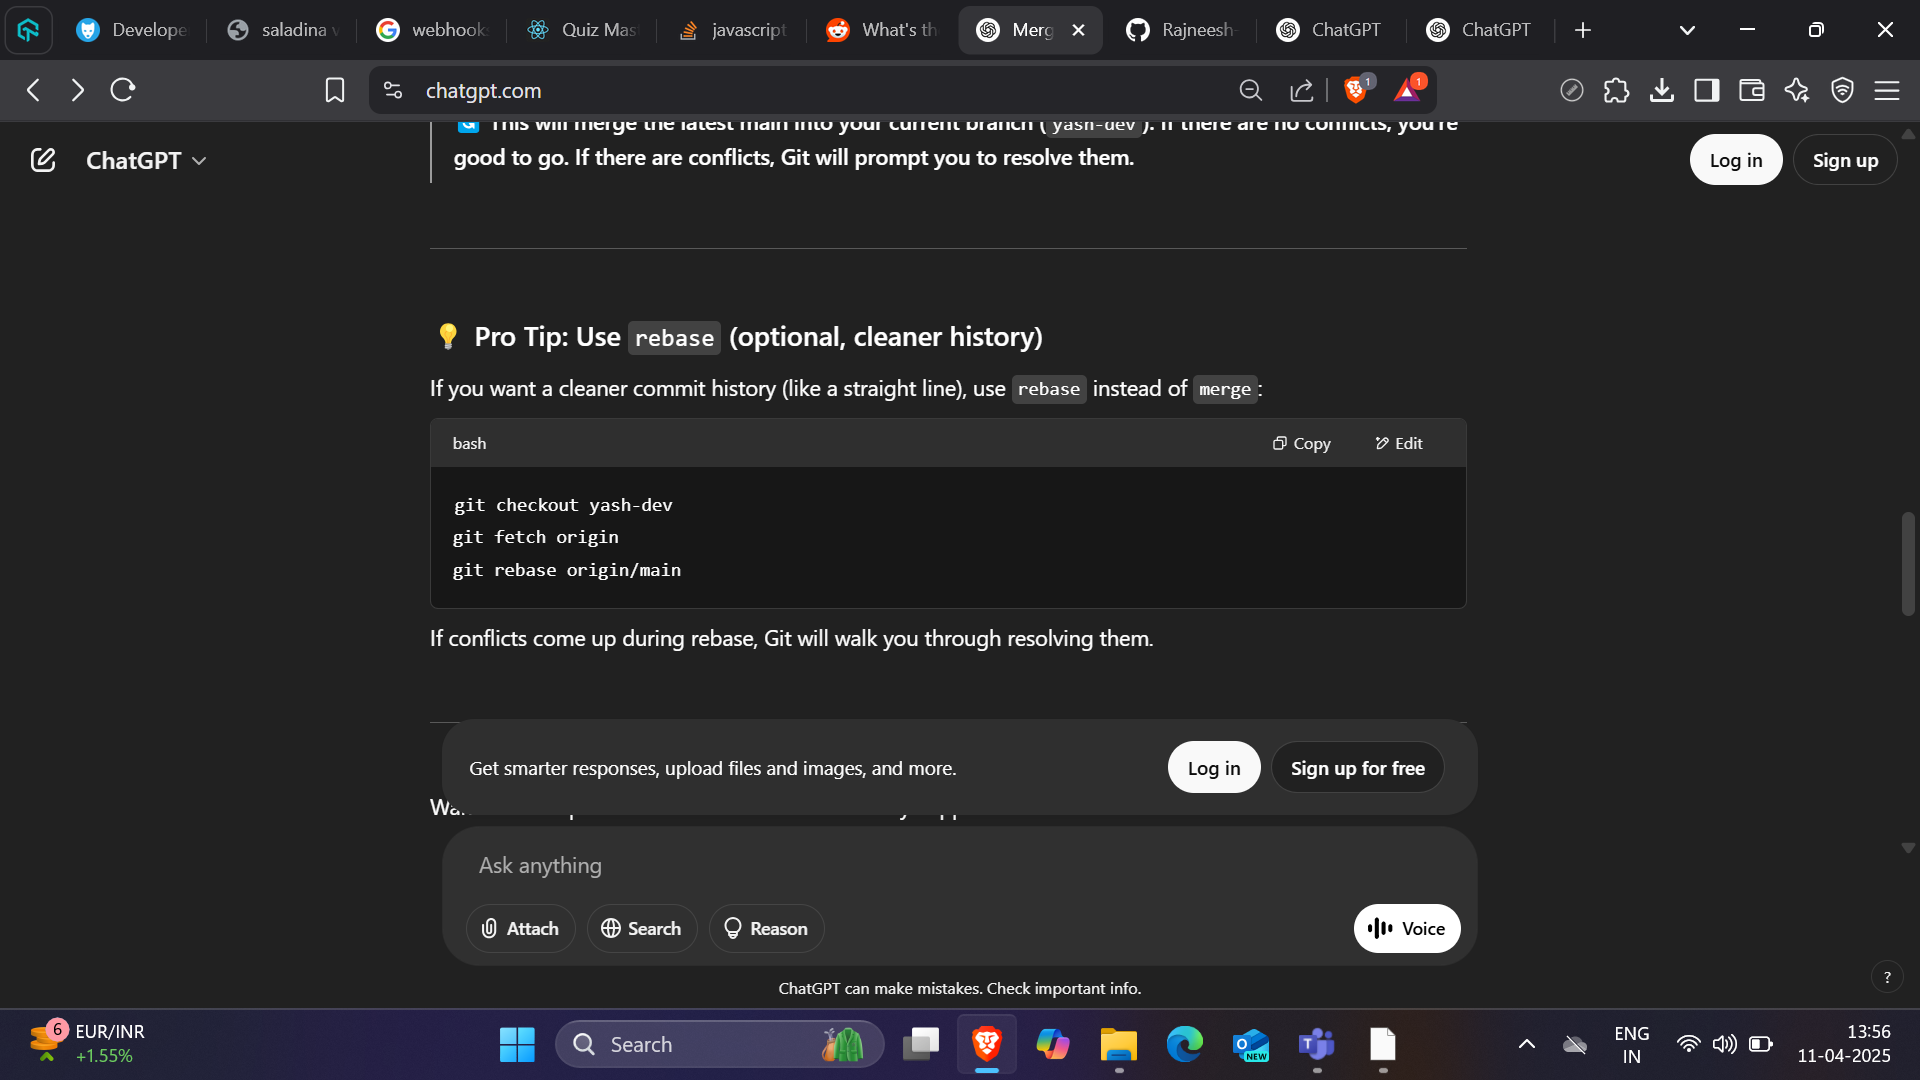 Develope
saladina v
webhook
Quiz Mas
javascript
What's th
Merg
Rajneesh-
ChatGPT
ChatGPT
chatgpt.com
1
1
This will merge the latest main into your current branch ( yash-dev ). If there are no conflicts, you're
good to go. If there are conflicts, Git will prompt you to resolve them.
ChatGPT
Log in
Sign up
Pro Tip: Use rebase (optional, cleaner history)
If you want a cleaner commit history (like a straight line), use rebase instead of merge:
bash
Copy
Edit
git checkout yash-dev
git fetch origin
git rebase origin/main
If conflicts come up during rebase, Git will walk you through resolving them.
Get smarter responses, upload files and images, and more.
Log in
Sign up for free
Ask anything
Attach
Search
Reason
Voice
ChatGPT can make mistakes. Check important info.
?
6
EUR/INR
+1.55%
Search
NEW
ENG
IN
13:56
11-04-2025